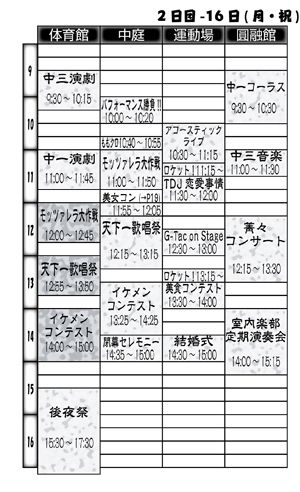 2日目-16日(月・祝)
体育館 中庭 運動場 圓融館
9
10
11
12
13
14
15
16
中三演劇
9:30～10:15
中一演劇
11:00～11:45
モッツァレラ大作戦
12:00～12:45
天下一歌唱祭
12:55～13:50
イケメン
コンテスト
14:00～15:00
後夜祭
15:30～17:30
パフォーマンス勝負!!
10:00～10:20
ももクロ10:40～10:55
モッツァレラ大作戦
11:00～11:50
美女コン(→P19)
11:55～12:05
天下一歌唱祭
12:15～13:15
イケメン
コンテスト
13:25～14:25
閉幕セレモニー
14:35～15:00
アコースティック
ライブ
10:30～11:15
ロケット!11:15～
TDJ 恋愛事情
11:30～12:00
G-Tac on Stage
12:30～13:00
ロケット!13:15～
美食コンテスト
13:30～14:00
結婚式
14:30～15:00
中一コーラス
9:30～10:30
中三音楽
11:00～11:30
菁々
コンサート
12:15～13:30
室内楽部
定期演奏会
14:00～15:15